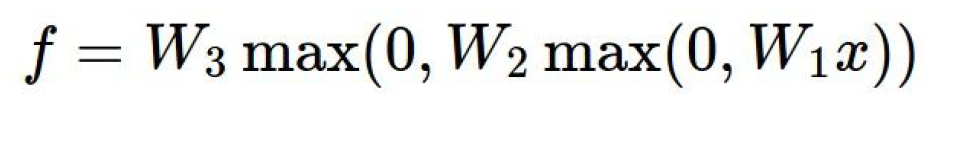 f = W₃ max(0, W₂ max(0, W₁x))